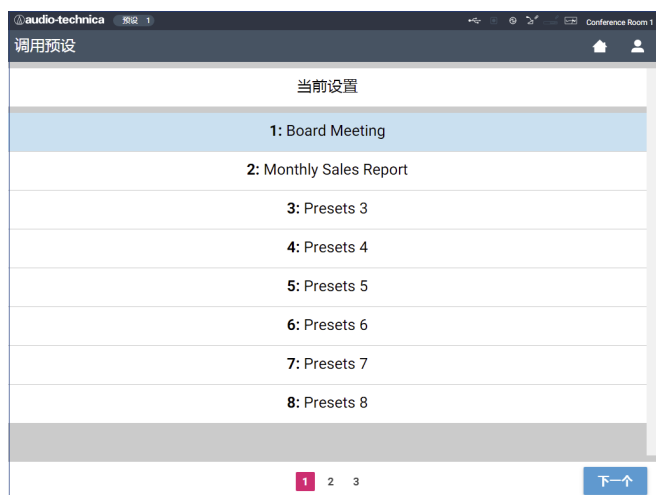 audio-technica 预设 1 Conference Room 1
调用预设
当前设置
1: Board Meeting
2: Monthly Sales Report
3: Presets 3
4: Presets 4
5: Presets 5
6: Presets 6
7: Presets 7
8: Presets 8
1 2 3 下一个